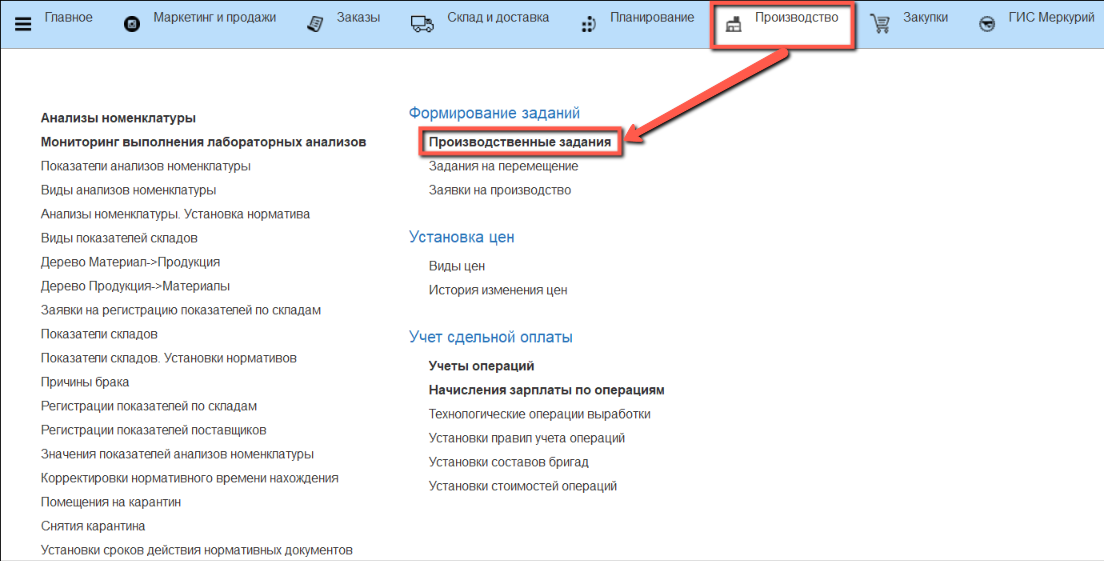 Главное
Маркетинг и продажи
Заказы
Склад и доставка
Планирование
Производство
Закупки
ГИС Меркурий
Анализы номенклатуры
Мониторинг выполнения лабораторных анализов
Показатели анализов номенклатуры
Виды анализов номенклатуры
Анализы номенклатуры. Установка норматива
Виды показателей складов
Дерево Материал->Продукция
Дерево Продукция->Материалы
Заявки на регистрацию показателей по складам
Показатели складов
Показатели складов. Установки нормативов
Причины брака
Регистрации показателей по складам
Регистрации показателей поставщиков
Значения показателей анализов номенклатуры
Корректировки нормативного времени нахождения
Помещения на карантин
Снятия карантина
Установки сроков действия нормативных документов
Формирование заданий
Производственные задания
Задания на перемещение
Заявки на производство
Установка цен
Виды цен
История изменения цен
Учет сдельной оплаты
Учеты операций
Начисления зарплаты по операциям
Технологические операции выработки
Установки правил учета операций
Установки составов бригад
Установки стоимостей операций